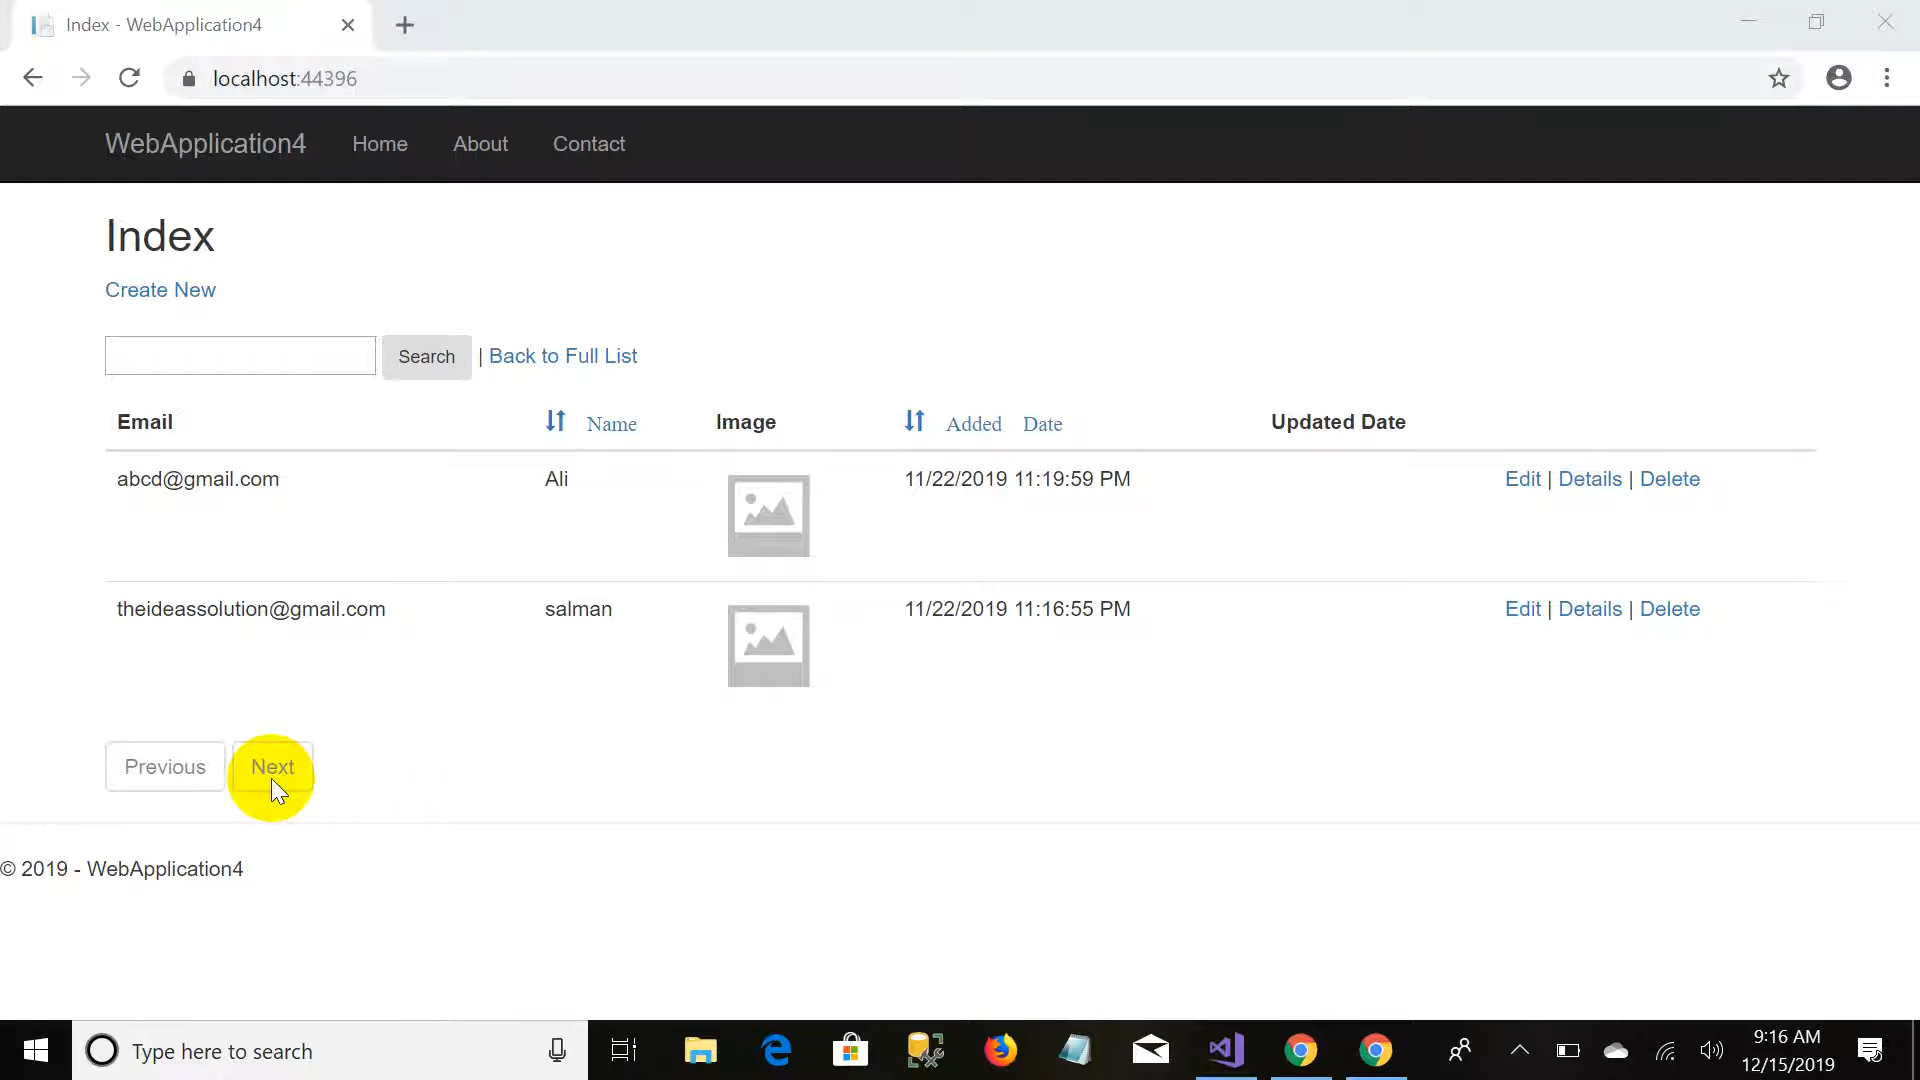 Index - WebApplication4
localhost:44396
WebApplication4 Home About Contact
Index
Create New
Search | Back to Full List
Email Name Image Added Date Updated Date
abcd@gmail.com Ali 11/22/2019 11:19:59 PM Edit | Details | Delete
theideassolution@gmail.com salman 11/22/2019 11:16:55 PM Edit | Details | Delete
Previous Next
© 2019 - WebApplication4
Type here to search
9:16 AM
12/15/2019